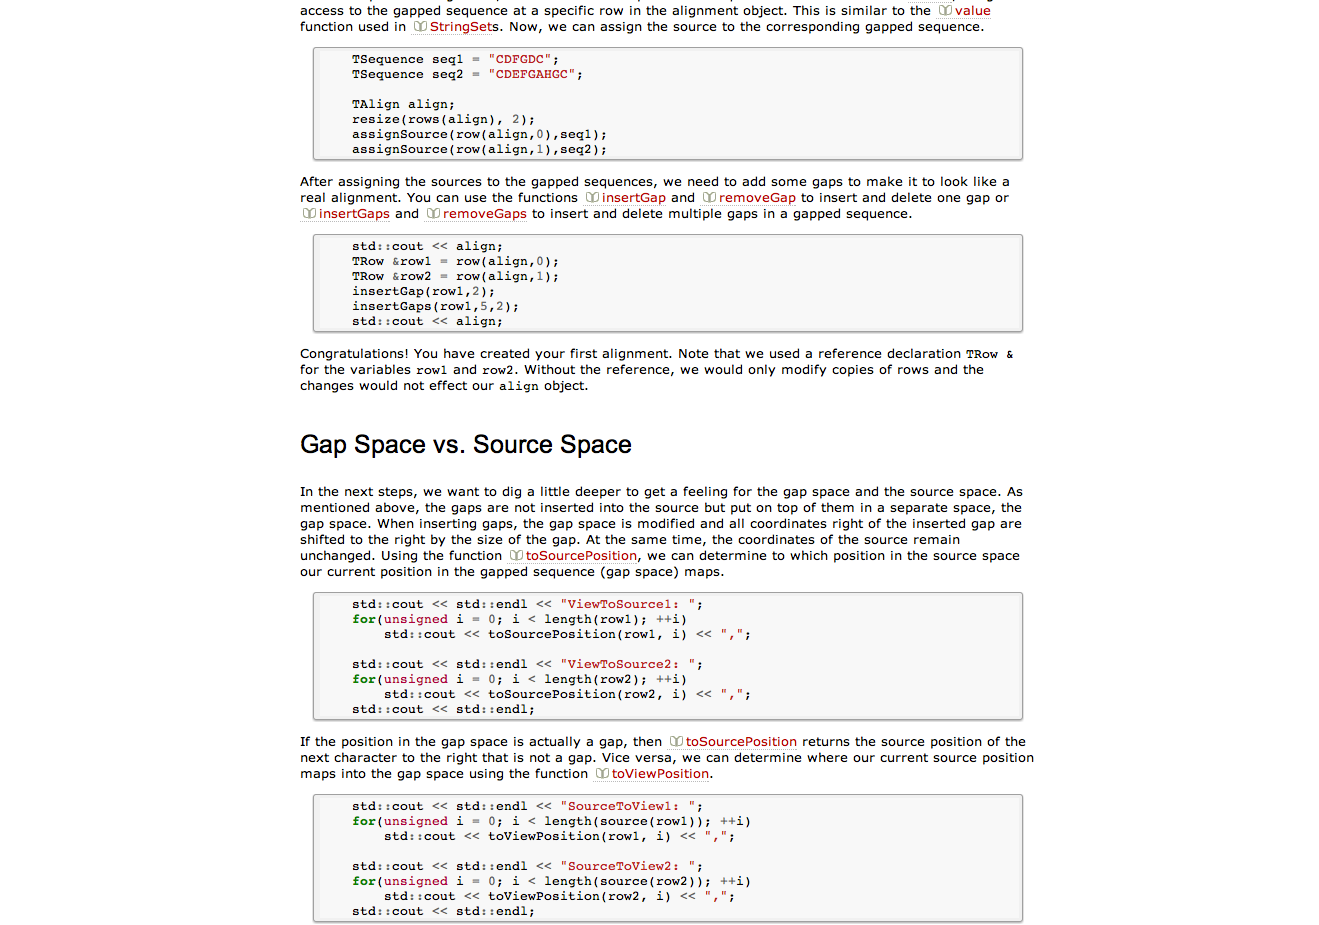 access to the gapped sequence at a specific row in the alignment object. This is similar to the value
function used in StringSets. Now, we can assign the source to the corresponding gapped sequence.
TSequence seq1 = "CDFGDC";
TSequence seq2 = "CDEFGAHGC";
TAlign align;
resize(rows(align), 2);
assignSource(row(align,0),seq1);
assignSource(row(align,1),seq2);
After assigning the sources to the gapped sequences, we need to add some gaps to make it to look like a
real alignment. You can use the functions insertGap and removeGap to insert and delete one gap or
insertGaps and removeGaps to insert and delete multiple gaps in a gapped sequence.
std::cout << align;
TRow &row1 = row(align,0);
TRow &row2 = row(align,1);
insertGap(row1,2);
insertGaps(row1,5,2);
std::cout << align;
Congratulations! You have created your first alignment. Note that we used a reference declaration TRow &
for the variables row1 and row2. Without the reference, we would only modify copies of rows and the
changes would not effect our align object.
Gap Space vs. Source Space
In the next steps, we want to dig a little deeper to get a feeling for the gap space and the source space. As
mentioned above, the gaps are not inserted into the source but put on top of them in a separate space, the
gap space. When inserting gaps, the gap space is modified and all coordinates right of the inserted gap are
shifted to the right by the size of the gap. At the same time, the coordinates of the source remain
unchanged. Using the function toSourcePosition, we can determine to which position in the source space
our current position in the gapped sequence (gap space) maps.
std::cout << std::endl << "ViewToSource1: ";
for(unsigned i = 0; i < length(row1); ++i)
std::cout << toSourcePosition(row1, i) << ",";
std::cout << std::endl << "ViewToSource2: ";
for(unsigned i = 0; i < length(row2); ++i)
std::cout << toSourcePosition(row2, i) << ",";
std::cout << std::endl;
If the position in the gap space is actually a gap, then toSourcePosition returns the source position of the
next character to the right that is not a gap. Vice versa, we can determine where our current source position
maps into the gap space using the function toViewPosition.
std::cout << std::endl << "SourceToView1: ";
for(unsigned i = 0; i < length(source(row1)); ++i)
std::cout << toViewPosition(row1, i) << ",";
std::cout << std::endl << "SourceToView2: ";
for(unsigned i = 0; i < length(source(row2)); ++i)
std::cout << toViewPosition(row2, i) << ",";
std::cout << std::endl;